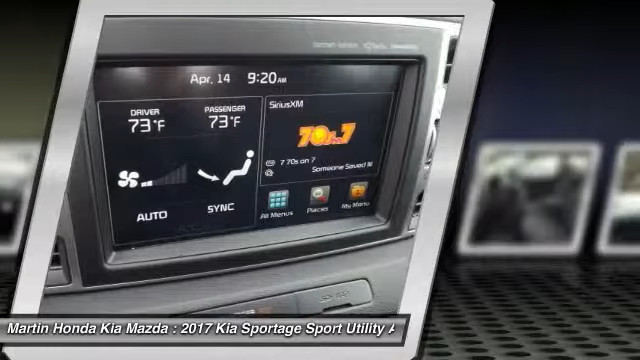 Apr. 14 9:20AM
DRIVER
73°F
PASSENGER
73°F
AUTO
SYNC
SiriusXM
70s on 7
7 70s on 7
Someone Saved M
All Menus
Places
My Menu
Martin Honda Kia Mazda : 2017 Kia Sportage Sport Utility A